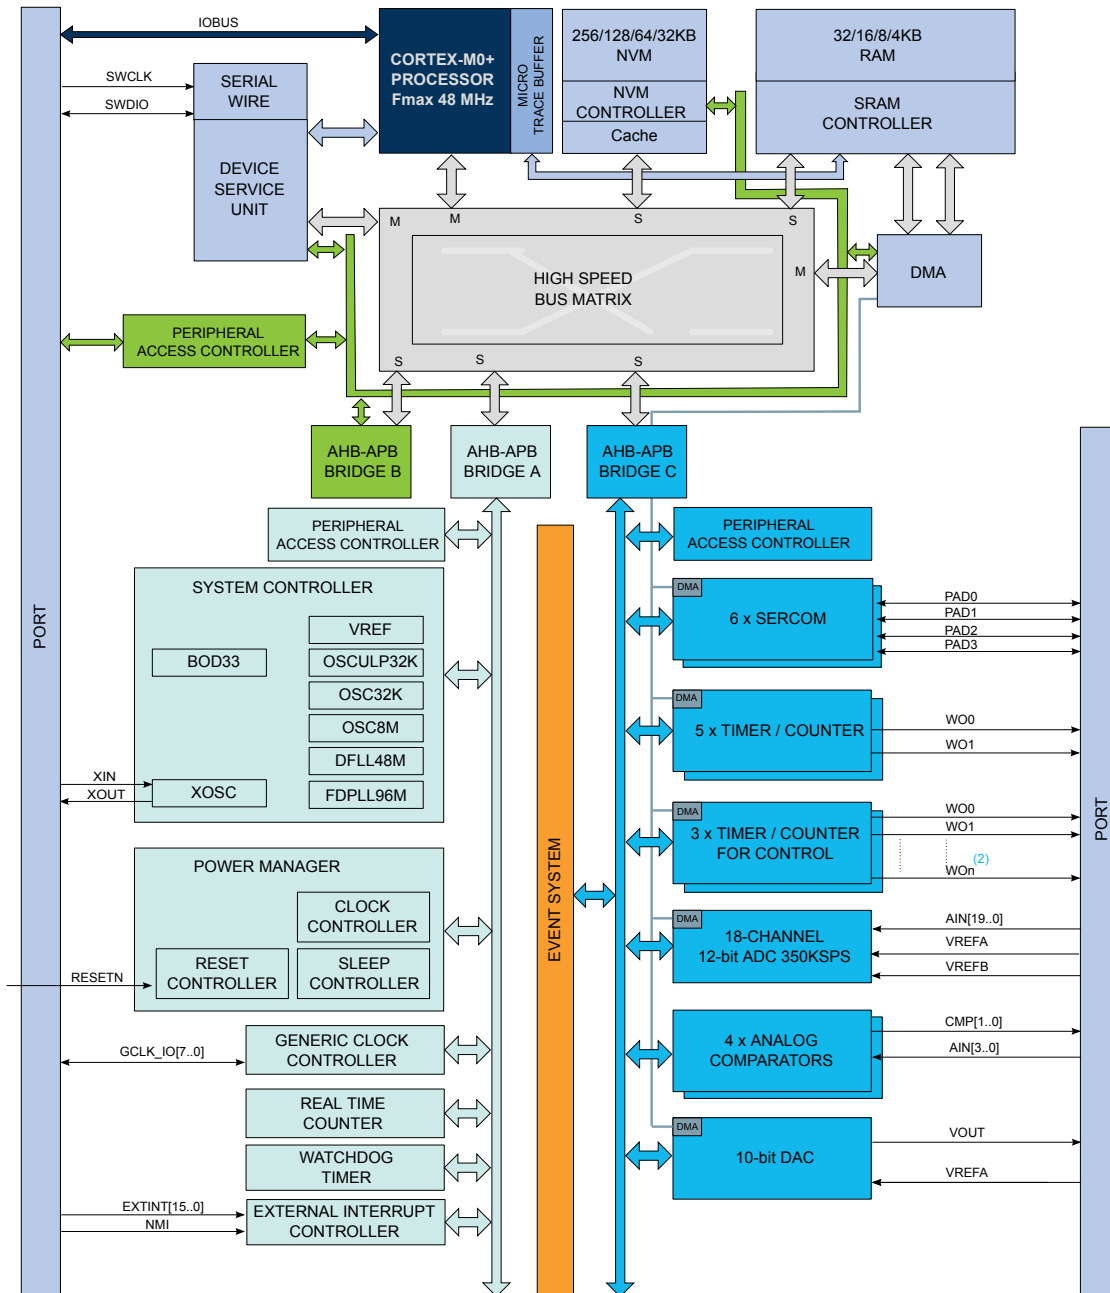 IOBUS
SWCLK
SWDIO
SERIAL
WIRE
DEVICE
SERVICE
UNIT
CORTEX-M0+
PROCESSOR
Fmax 48 MHz
MICRO
TRACE BUFFER
256/128/64/32KB
NVM
NVM
CONTROLLER
Cache
32/16/8/4KB
RAM
SRAM
CONTROLLER
M
M
S
S
M
HIGH SPEED
BUS MATRIX
S
S
S
DMA
PERIPHERAL
ACCESS CONTROLLER
AHB-APB
BRIDGE B
AHB-APB
BRIDGE A
AHB-APB
BRIDGE C
PORT
PERIPHERAL
ACCESS CONTROLLER
SYSTEM CONTROLLER
VREF
BOD33
OSCULP32K
OSC32K
OSC8M
DFLL48M
XOSC
FDPLL96M
XIN
XOUT
POWER MANAGER
CLOCK
CONTROLLER
RESET
CONTROLLER
SLEEP
CONTROLLER
RESETN
GCLK_IO[7..0]
GENERIC CLOCK
CONTROLLER
REAL TIME
COUNTER
WATCHDOG
TIMER
EXTINT[15..0]
NMI
EXTERNAL INTERRUPT
CONTROLLER
EVENT SYSTEM
PERIPHERAL
ACCESS CONTROLLER
DMA
6 x SERCOM
PAD0
PAD1
PAD2
PAD3
DMA
5 x TIMER / COUNTER
WO0
WO1
DMA
3 x TIMER / COUNTER
FOR CONTROL
WO0
WO1
(2)
WOn
DMA
18-CHANNEL
12-bit ADC 350KSPS
AIN[19..0]
VREFA
VREFB
4 x ANALOG
COMPARATORS
CMP[1..0]
AIN[3..0]
DMA
10-bit DAC
VOUT
VREFA
PORT